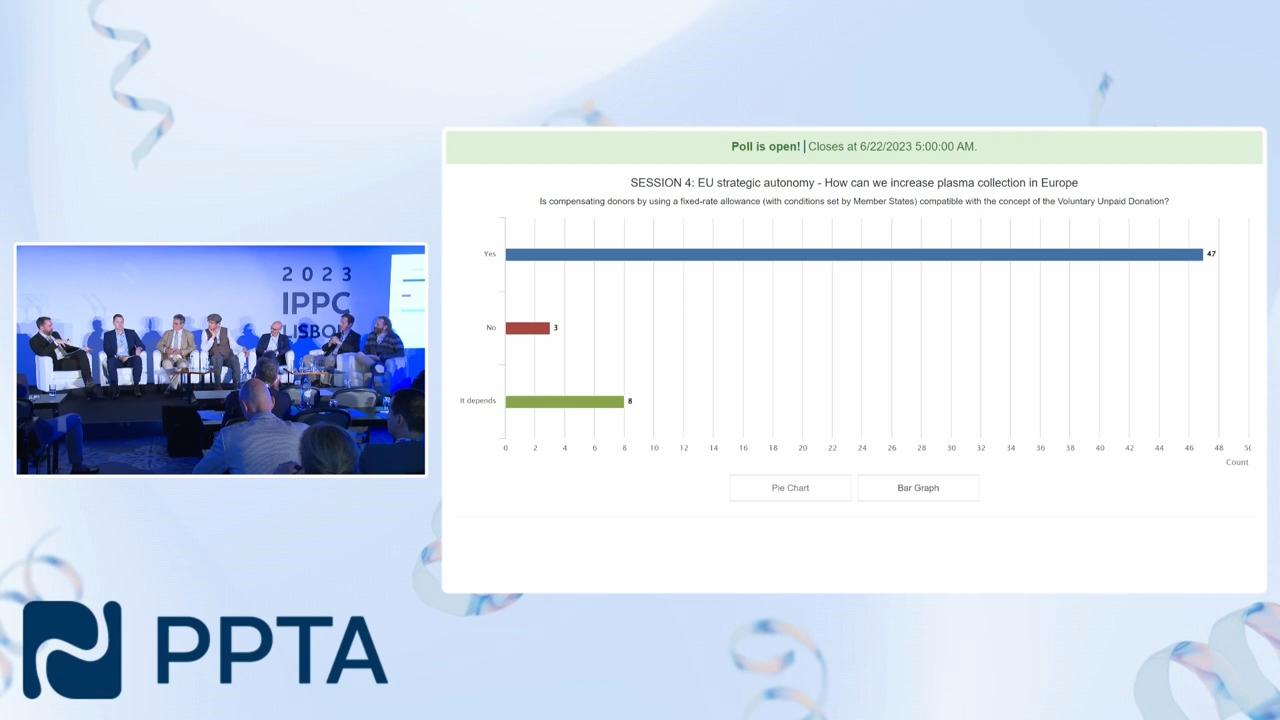 2023
IPPC
LISBO
Poll is open! Closes at 6/22/2023 5:00:00 AM.
SESSION 4: EU strategic autonomy - How can we increase plasma collection in Europe
Is compensating donors by using a fixed-rate allowance (with conditions set by Member States) compatible with the concept of the Voluntary Unpaid Donation?
Yes 47
No 3
It depends 8
0 2 4 6 8 10 12 14 16 18 20 22 24 26 28 30 32 34 36 38 40 42 44 46 48 50
Count
Pie Chart Bar Graph
PPTA